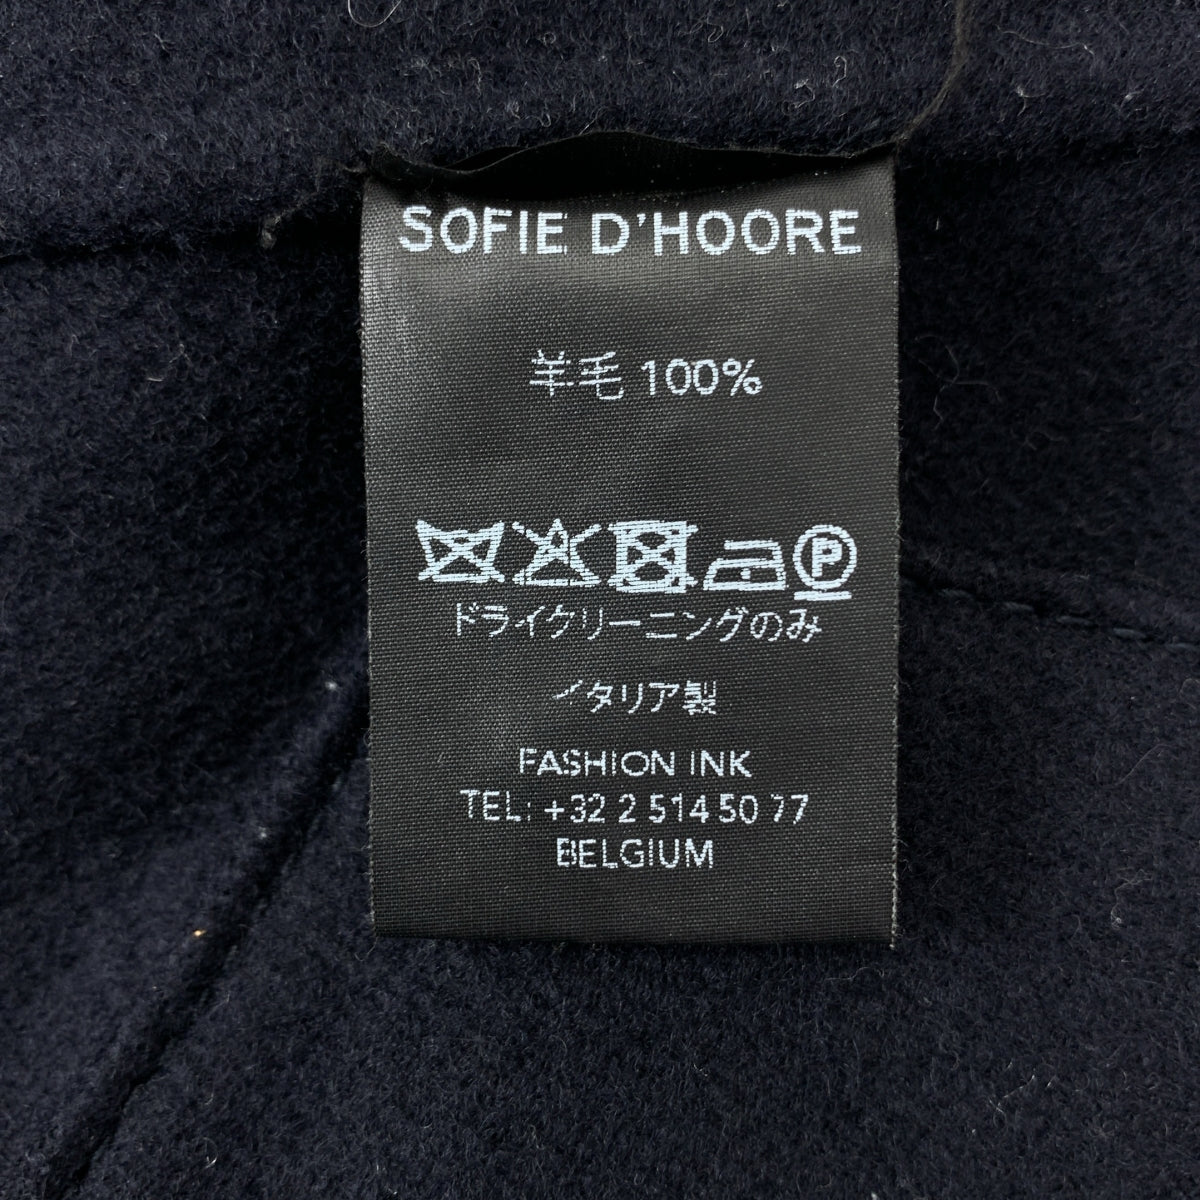 SOFIE D'HOORE
羊毛 100%
P
ドライクリーニングのみ
イタリア製
FASHION INK
TEL: +32 2 514 50 77
BELGIUM